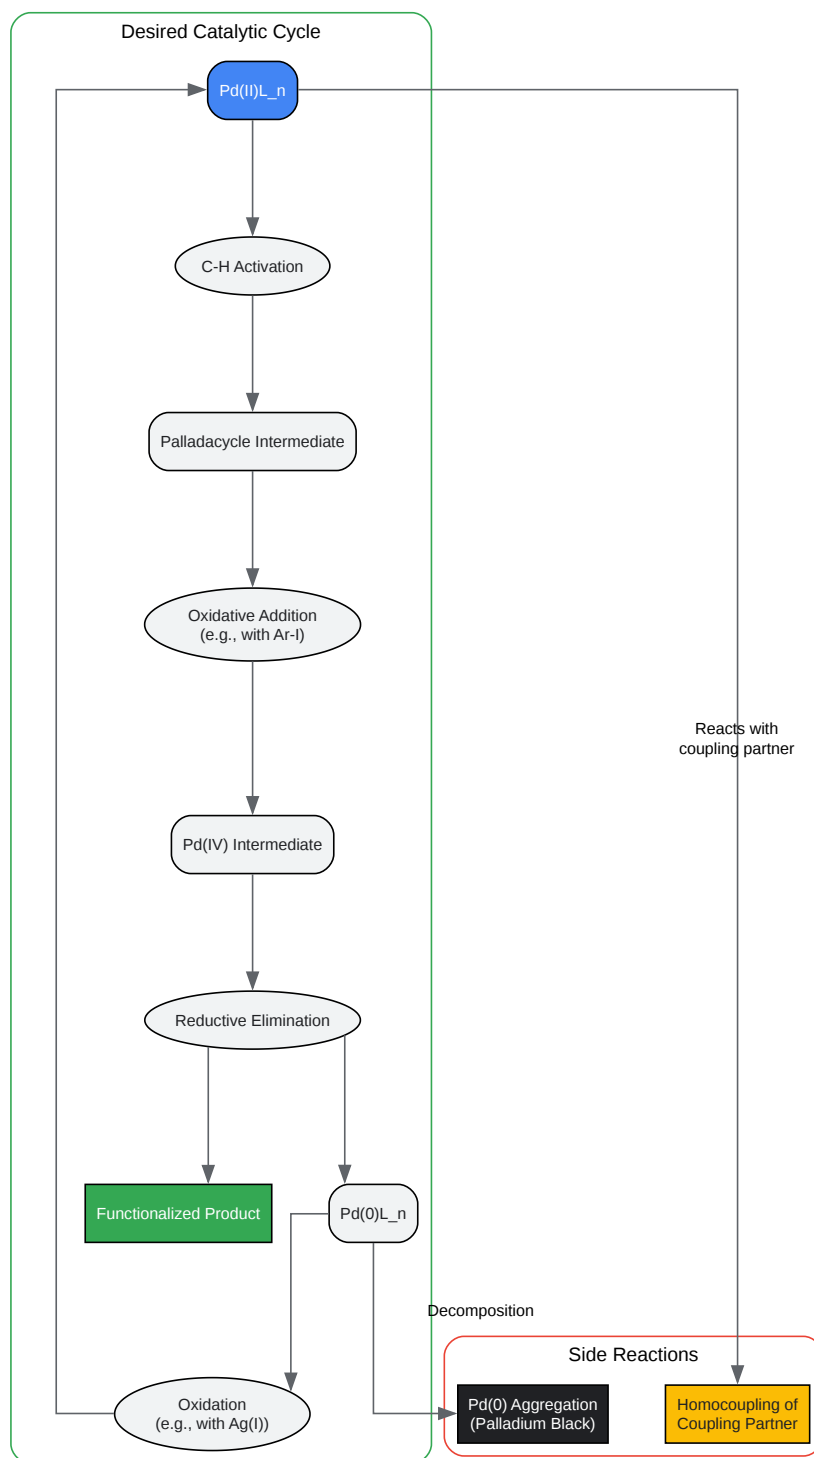 Desired Catalytic Cycle
Pd(II)L_n
C-H Activation
Palladacycle Intermediate
Oxidative Addition
(e.g., with Ar-I)
Reacts with
coupling partner
Pd(IV) Intermediate
Reductive Elimination
Functionalized Product
Pd(0)L_n
Decomposition
Side Reactions
Oxidation
(e.g., with Ag(I))
Pd(0) Aggregation
(Palladium Black)
Homocoupling of
Coupling Partner